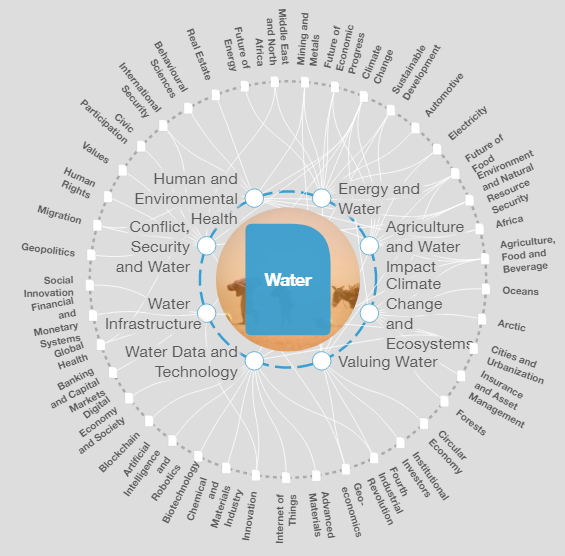 Water
Energy and
Water
Agriculture
and Water
Impact
Climate
Change
and
Ecosystems
Valuing Water
Water Data and
Technology
Water
Infrastructure
Conflict,
Security
and Water
Human and
Environmental
Health
Middle East
and North
Africa
Mining and
Metals
Future of
Economic
Progress
Climate
Change
Sustainable
Development
Automotive
Electricity
Future of
Food
Environment
and Natural
Resource
Security
Africa
Agriculture,
Food and
Beverage
Oceans
Arctic
Cities and
Urbanization
Insurance
and Asset
Management
Forests
Circular
Economy
Institutional
Investors
Fourth
Industrial
Revolution
Geo-
economics
Advanced
Materials
Internet of
Things
Innovation
Chemical
and
Materials
Industry
Biotechnology
Artificial
Intelligence
and
Robotics
Blockchain
Digital
Economy
and Society
Banking
and Capital
Markets
Global
Health
Financial
and
Monetary
Systems
Social
Innovation
Geopolitics
Migration
Human
Rights
Values
Civic
Participation
International
Security
Behavioural
Sciences
Real Estate
Future of
Energy